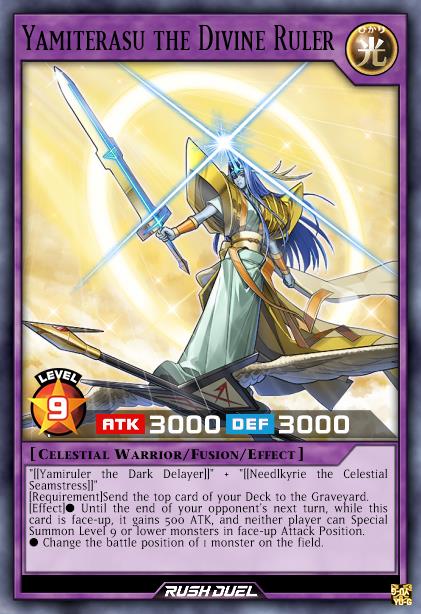 Yamiterasu the Divine Ruler
ひかり
光
LEVEL
9
ATK 3000 DEF 3000
[ Celestial Warrior/Fusion/Effect ]
"[[Yamiruler the Dark Delayer]]" + "[[Needlkyrie the Celestial
Seamstress]]"
[Requirement]Send the top card of your Deck to the Graveyard.
[Effect]● Until the end of your opponent's next turn, while this
card is face-up, it gains 500 ATK, and neither player can Special
Summon Level 9 or lower monsters in face-up Attack Position.
● Change the battle position of 1 monster on the field.
RUSH DUEL